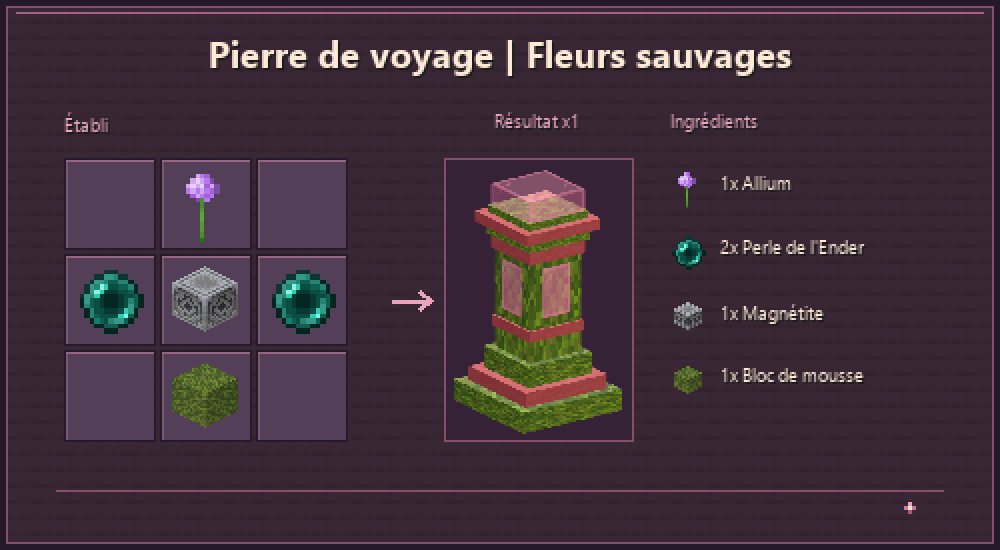 Pierre de voyage | Fleurs sauvages
Établi
Résultat x1
Ingrédients
1x Allium
2x Perle de l'Ender
1x Magnétite
1x Bloc de mousse